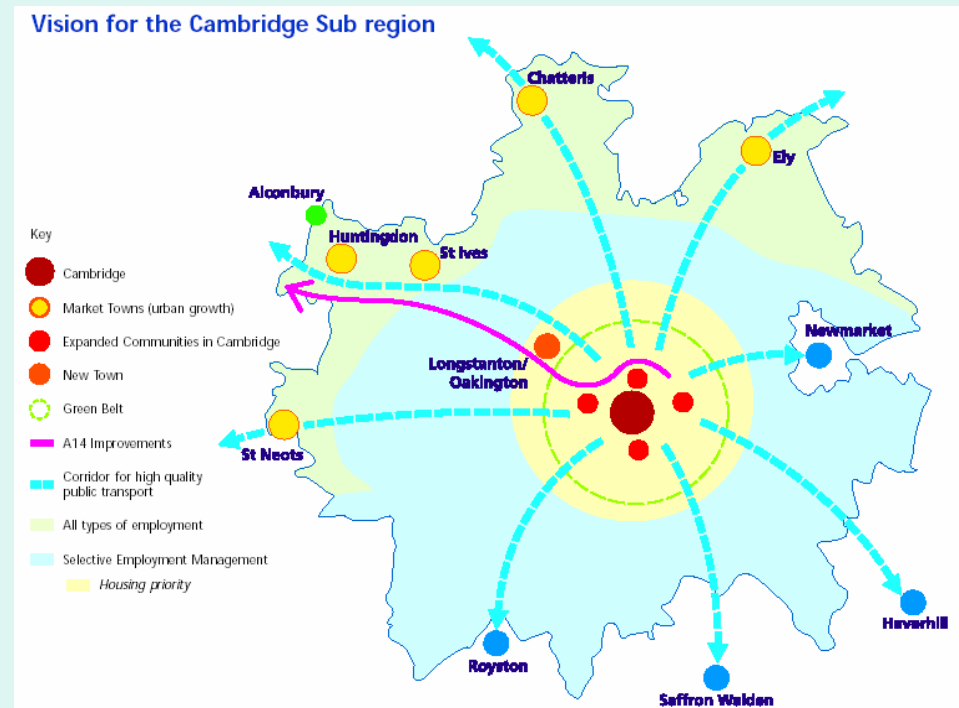 Vision for the Cambridge Sub region
Chatteris
Ely
Alconbury
Huntingdon
St Ives
Newmarket
Longstanton/
Oakington
St Neots
Haverhill
Royston
Saffron Walden
Key
Cambridge
Market Towns (urban growth)
Expanded Communities in Cambridge
New Town
Green Belt
A14 Improvements
Corridor for high quality
public transport
All types of employment
Selective Employment Management
Housing priority